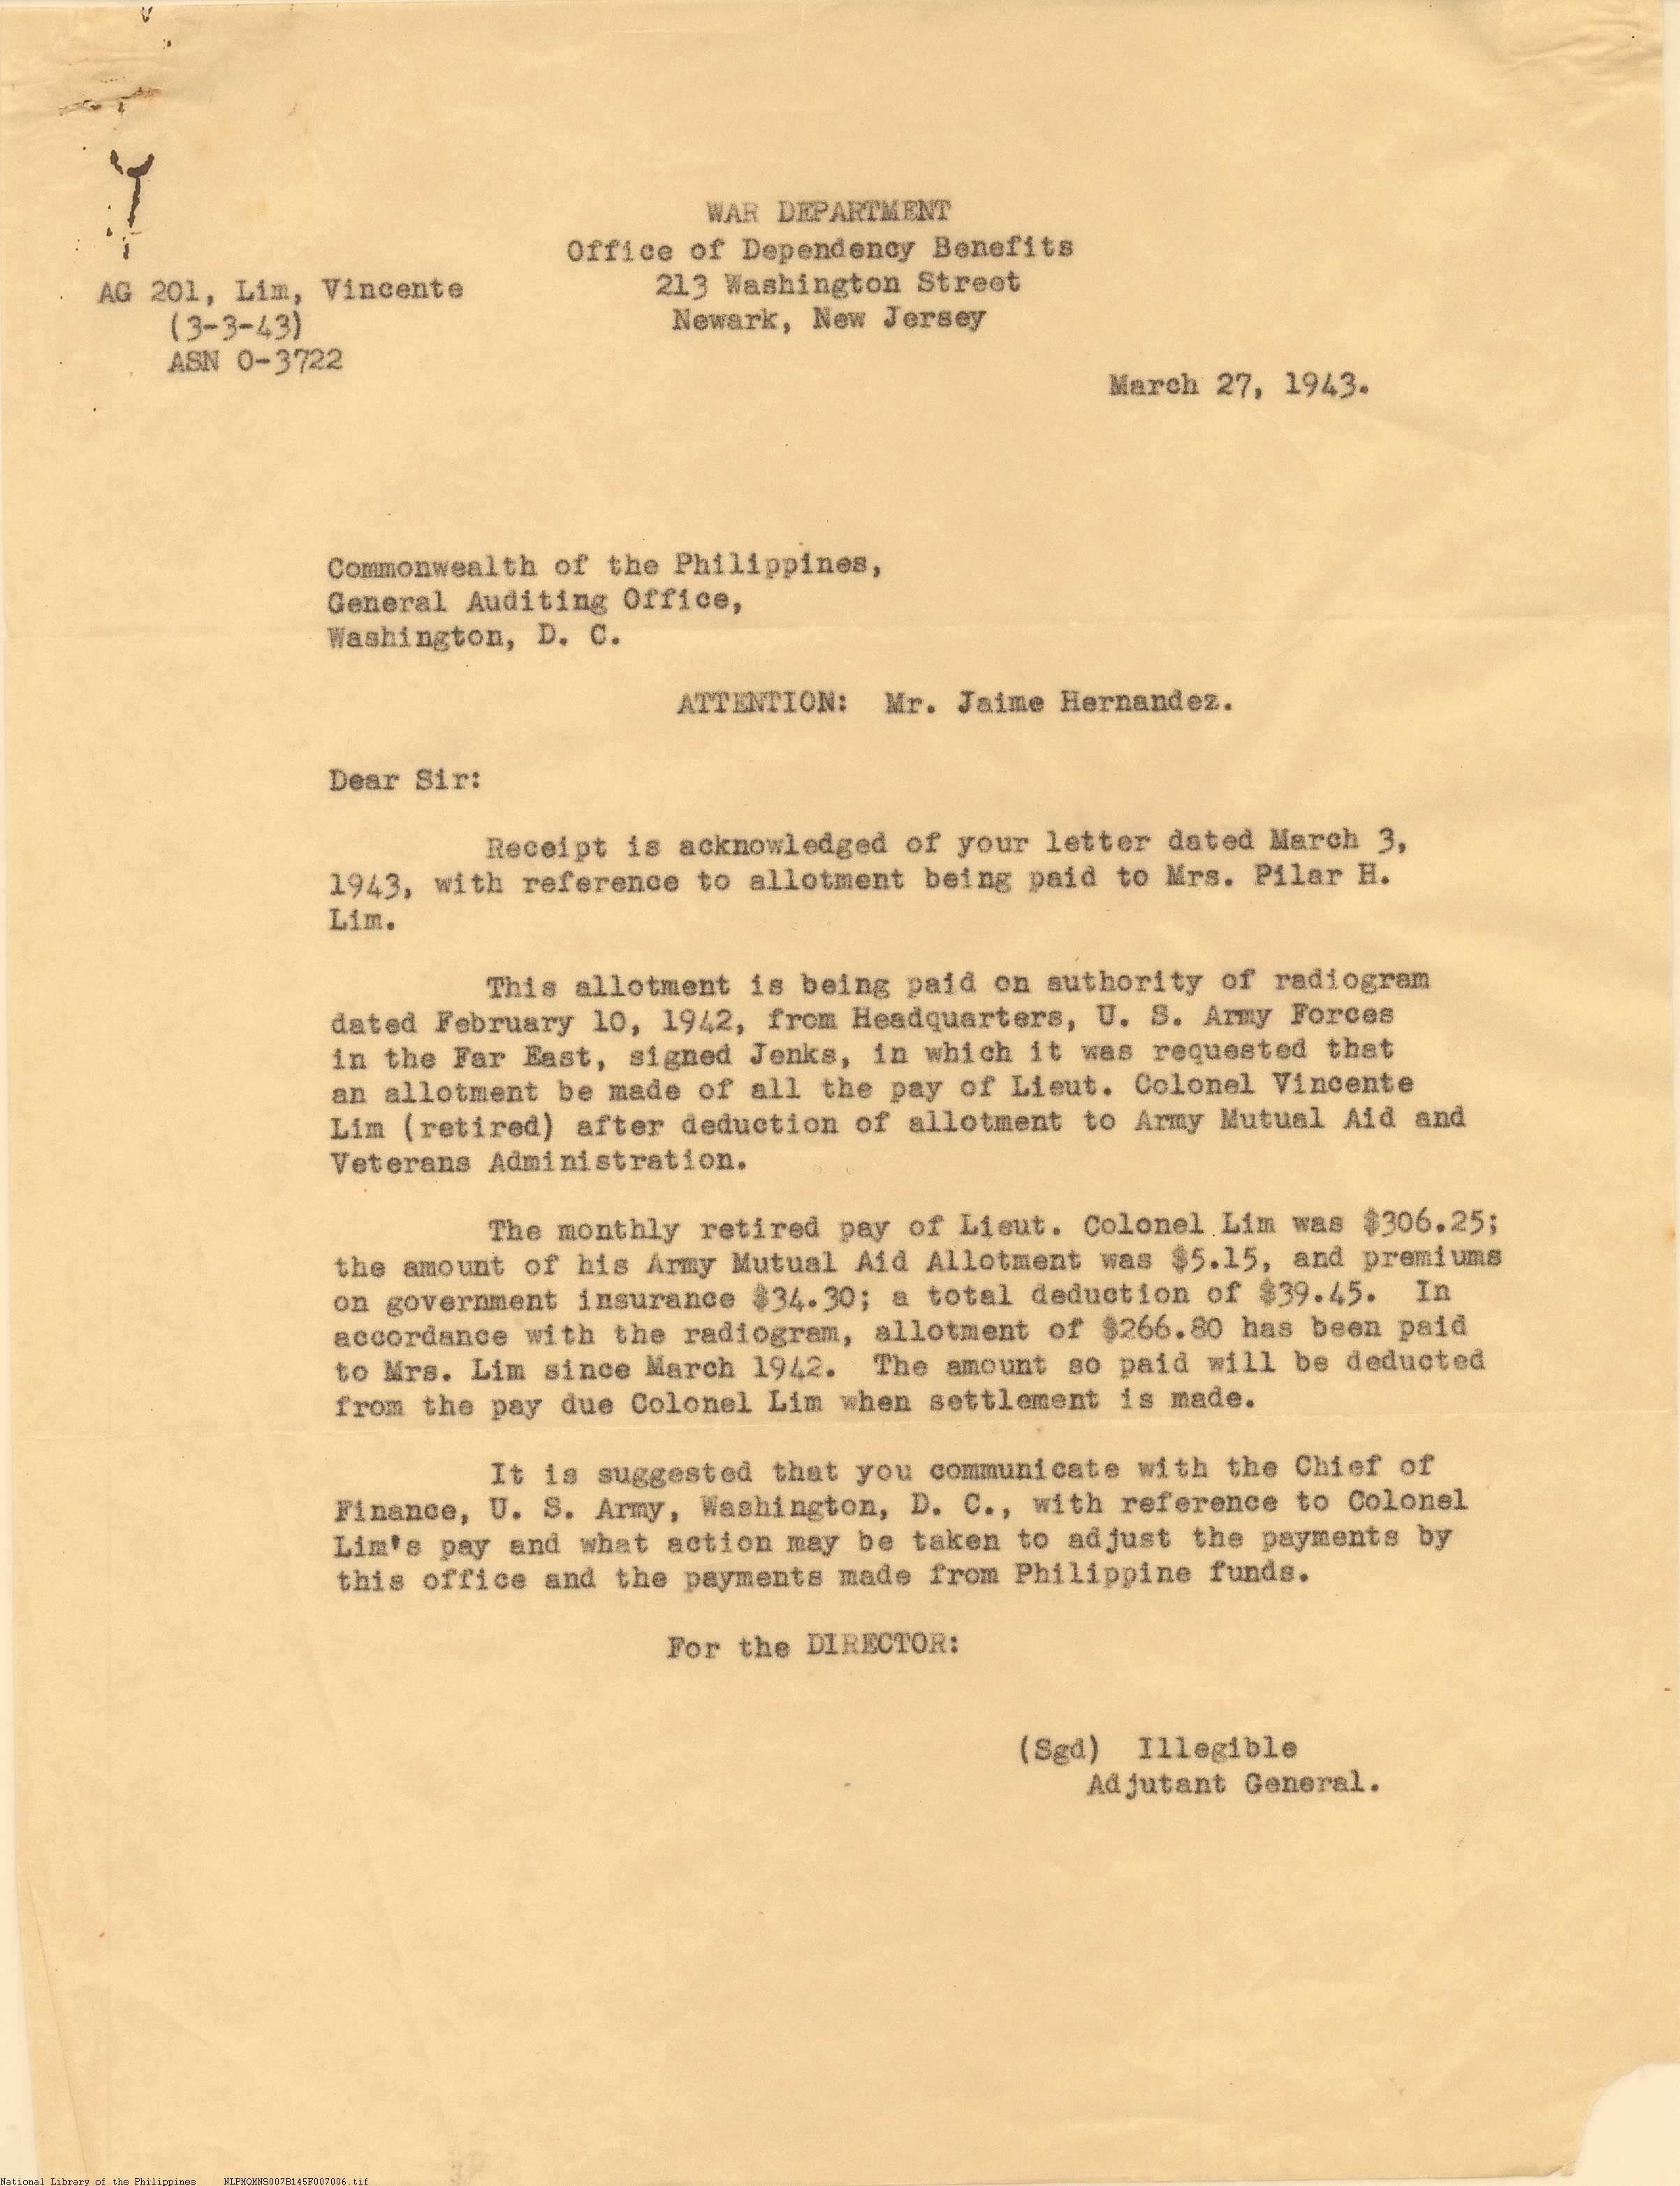 WAR DEPARTMENT
Office of Dependency Benefits
213 Washington Street
Newark, New Jersey
AG 201, Lim, Vincente
(3-3-43)
ASN 0-3722
March 27, 1943.
Commonwealth of the Philippines,
General Auditing Office,
Washington, D. C.
ATTENTION: Mr. Jaime Hernandez.
Dear Sir:
Receipt is acknowledged of your letter dated March 3,
1943, with reference to allotment being paid to Mrs. Pilar H.
Lim.
This allotment is being paid on authority of radiogram
dated February 10, 1942, from Headquarters, U. S. Army Forces
in the Far East, signed Jenks, in which it was requested that
an allotment be made of all the pay of Lieut. Colonel Vincente
Lim (retired) after deduction of allotment to Army Mutual Aid and
Veterans Administration.
The monthly retired pay of Lieut. Colonel Lim was $306.25;
the amount of his Army Mutual Aid Allotment was $5.15, and premiums
on government insurance $34.30; a total deduction of $39.45. In
accordance with the radiogram, allotment of $266.80 has been paid
to Mrs. Lim since March 1942. The amount so paid will be deducted
from the pay due Colonel Lim when settlement is made.
It is suggested that you communicate with the Chief of
Finance, U. S. Army, Washington, D. C., with reference to Colonel
Lim's pay and what action may be taken to adjust the payments by
this office and the payments made from Philippine funds.
For the DIRECTOR:
(Sgd) Illegible
Adjutant General.
National Library of the Philippines NLPMQMNS007B145F007006.tif